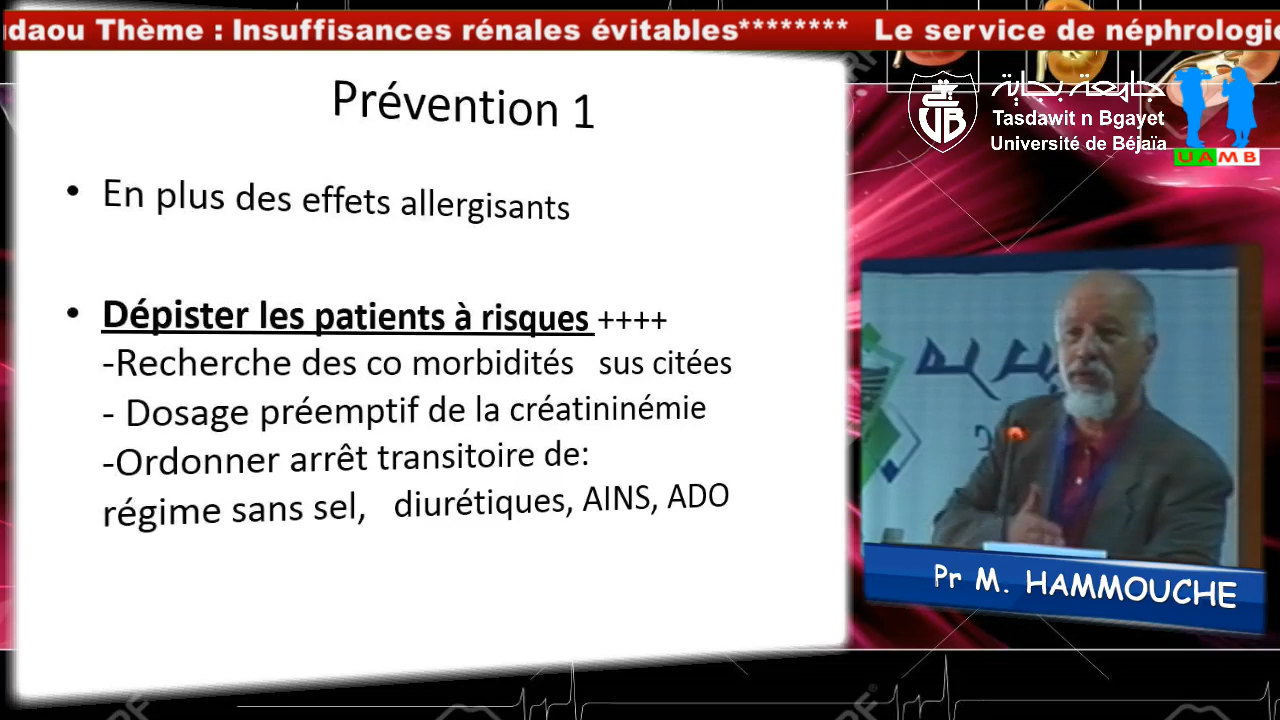 udaou Thème : Insuffisances rénales évitables******** Le service de néphrologie
Prévention 1
• En plus des effets allergisants
• Dépister les patients à risques ++++
-Recherche des co morbidités sus citées
- Dosage préemptif de la créatininémie
-Ordonner arrêt transitoire de:
régime sans sel, diurétiques, AINS, ADO
جامعة بجاية
Tasdawit n Bgayet
Université de Béjaïa
UAMB
Pr M. HAMMOUCHE